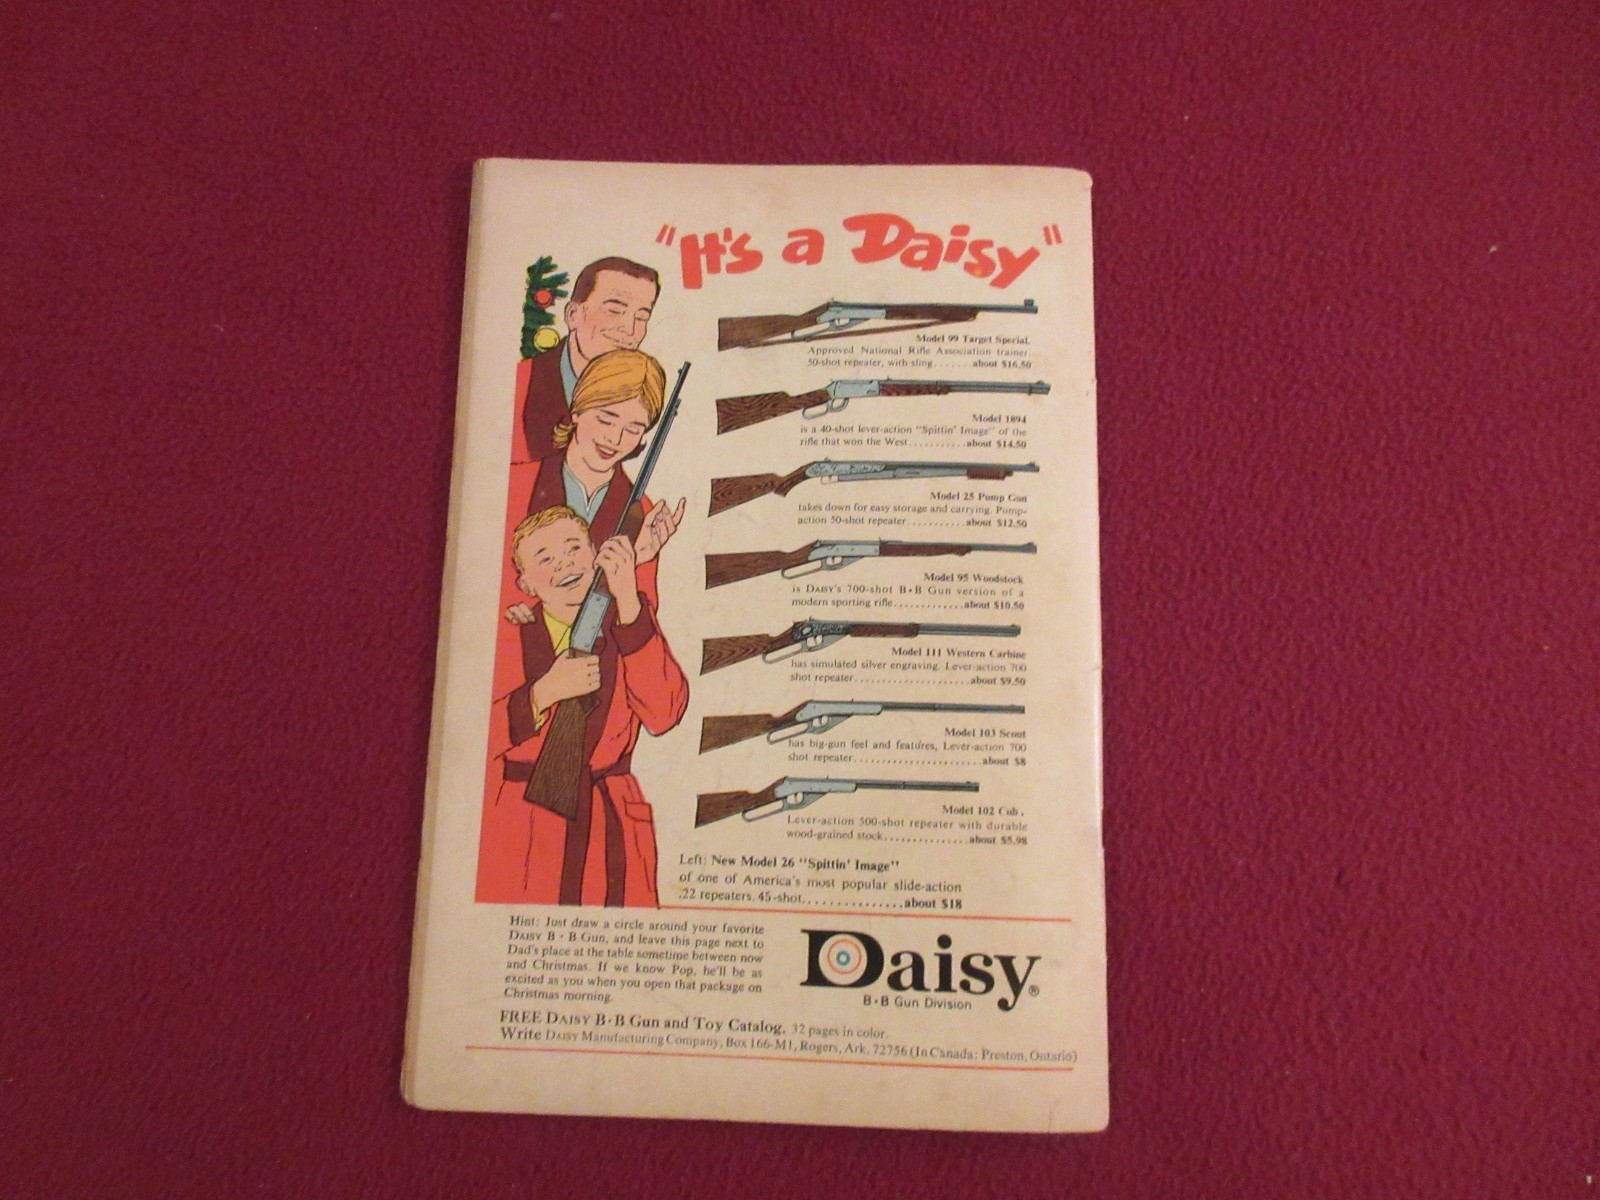 "It's a Daisy"
Model 99 Target Special.
Approved National Rifle Association trainer.
50-shot repeater, with sling.......about $16.50
Model 1894
is a 40-shot lever-action "Spittin' Image" of the
rifle that won the West..........about $14.50
Model 25 Pump Gun
takes down for easy storage and carrying. Pump-
action 50-shot repeater..........about $12.50
Model 95 Woodstock
is DAISY'S 700-shot B•B Gun version of a
modern sporting rifle............about $10.50
Model 111 Western Carbine
has simulated silver engraving. Lever-action 700
shot repeater....................about $9.50
Model 103 Scout
has big-gun feel and features, Lever-action 700
shot repeater......................about $8
Model 102 Cub.
Lever-action 500-shot repeater with durable
wood-grained stock...............about $5.98
Left: New Model 26 "Spittin' Image"
of one of America's most popular slide-action
.22 repeaters. 45-shot...............about $18
Hint: Just draw a circle around your favorite
DAISY B•B Gun, and leave this page next to
Dad's place at the table sometime between now
and Christmas. If we know Pop, he'll be as
excited as you when you open that package on
Christmas morning.
Daisy®
B•B Gun Division
FREE DAISY B•B Gun and Toy Catalog. 32 pages in color.
Write DAISY Manufacturing Company, Box 166-M1, Rogers, Ark. 72756 (In Canada: Preston, Ontario)